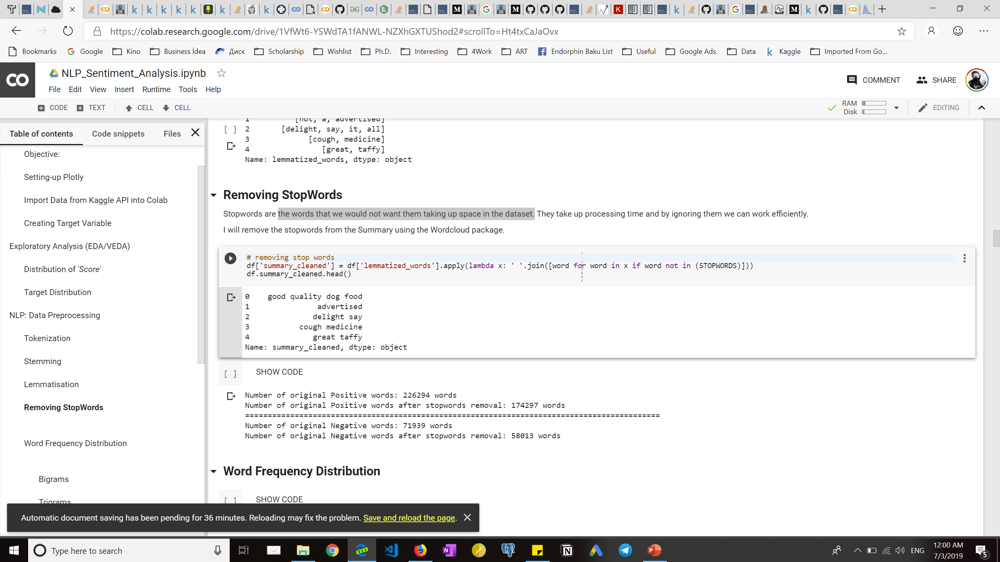 https://colab.research.google.com/drive/1VfWt6-YSWdTA1fANWL-NZXhGXTUShod2#scrollTo=Ht4txCaJaOvx
Bookmarks Google Kino Business İdea Диск Scholarship Wishlist Ph.D. Interesting 4Work ART Endorphin Baku List Useful Google Ads. Data Kaggle Imported From Go...
NLP_Sentiment_Analysis.ipynb
COMMENT SHARE
File Edit View Insert Runtime Tools Help
CODE TEXT CELL CELL
RAM
Disk
EDITING
Table of contents Code snippets Files
Objective:
Setting-up Plotly
Import Data from Kaggle API into Colab
Creating Target Variable
Exploratory Analysis (EDA/VEDA)
Distribution of 'Score'
Target Distribution
NLP: Data Preprocessing
Tokenization
Stemming
Lemmatisation
Removing StopWords
Word Frequency Distribution
Bigrams
Trigrams
1 [not, a, advertised]
[ ] 2 [delight, say, it, all]
3 [cough, medicine]
4 [great, taffy]
Name: lemmatized_words, dtype: object
Removing StopWords
Stopwords are the words that we would not want them taking up space in the dataset. They take up processing time and by ignoring them we can work efficiently.
I will remove the stopwords from the Summary using the Wordcloud package.
# removing stop words
df['summary_cleaned'] = df['lemmatized_words'].apply(lambda x: ' '.join([word for word in x if word not in (STOPWORDS)]))
df.summary_cleaned.head()
0 good quality dog food
1 advertised
2 delight say
3 cough medicine
4 great taffy
Name: summary_cleaned, dtype: object
[ ] SHOW CODE
Number of original Positive words: 226294 words
Number of original Positive words after stopwords removal: 174297 words
============================================================================================
Number of original Negative words: 71939 words
Number of original Negative words after stopwords removal: 58013 words
Word Frequency Distribution
[ ] SHOW CODE
Automatic document saving has been pending for 36 minutes. Reloading may fix the problem. Save and reload the page.
Type here to search
ENG
12:00 AM
7/3/2019
5